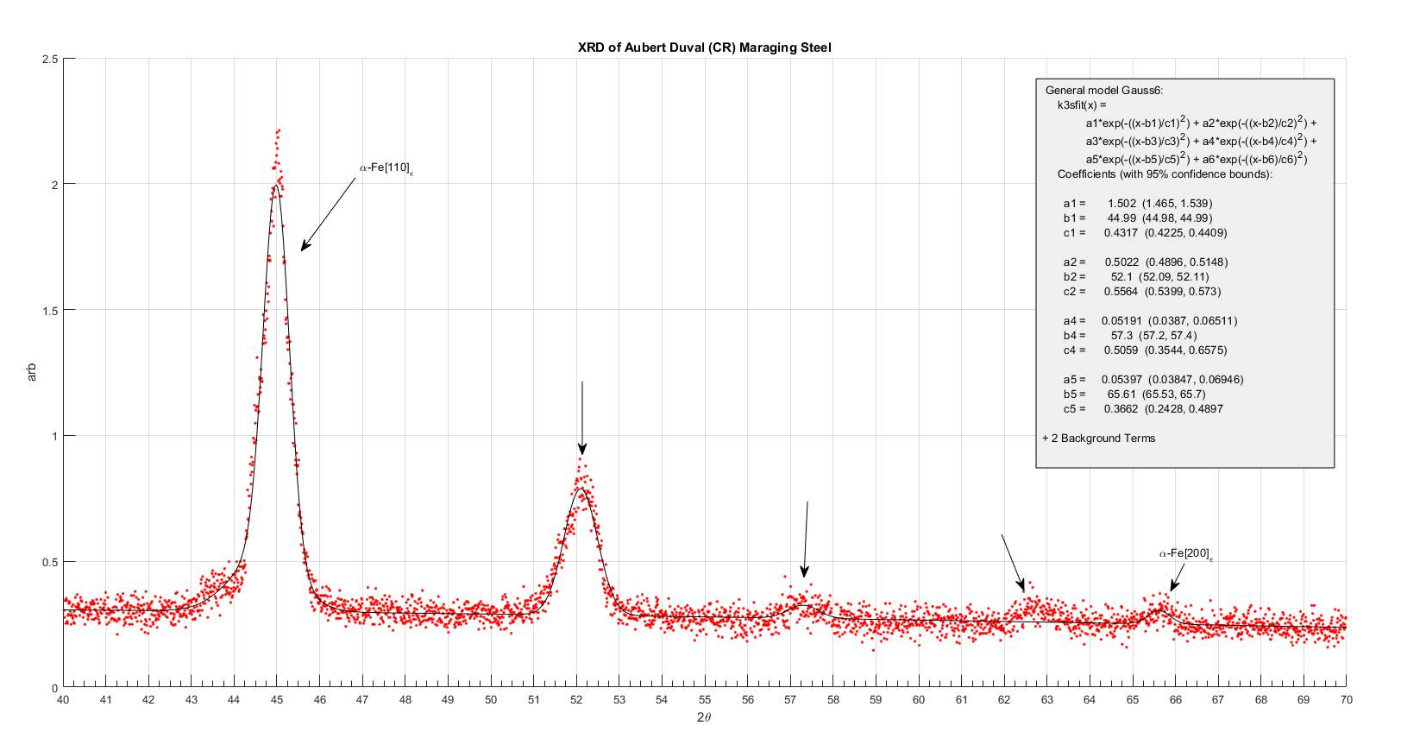 XRD of Aubert Duval (CR) Maraging Steel
2.5
2
1.5
1
0.5
0
arb
α-Fe[110]ε
α-Fe[200]ε
General model Gauss6:
k3sfit(x) =
a1*exp(-((x-b1)/c1)^2) + a2*exp(-((x-b2)/c2)^2) +
a3*exp(-((x-b3)/c3)^2) + a4*exp(-((x-b4)/c4)^2) +
a5*exp(-((x-b5)/c5)^2) + a6*exp(-((x-b6)/c6)^2)
Coefficients (with 95% confidence bounds):
a1 = 1.502 (1.465, 1.539)
b1 = 44.99 (44.98, 44.99)
c1 = 0.4317 (0.4225, 0.4409)
a2 = 0.5022 (0.4896, 0.5148)
b2 = 52.1 (52.09, 52.11)
c2 = 0.5564 (0.5399, 0.573)
a4 = 0.05191 (0.0387, 0.06511)
b4 = 57.3 (57.2, 57.4)
c4 = 0.5059 (0.3544, 0.6575)
a5 = 0.05397 (0.03847, 0.06946)
b5 = 65.61 (65.53, 65.7)
c5 = 0.3662 (0.2428, 0.4897
+ 2 Background Terms
40 41 42 43 44 45 46 47 48 49 50 51 52 53 54 55 56 57 58 59 60 61 62 63 64 65 66 67 68 69 70
2θ